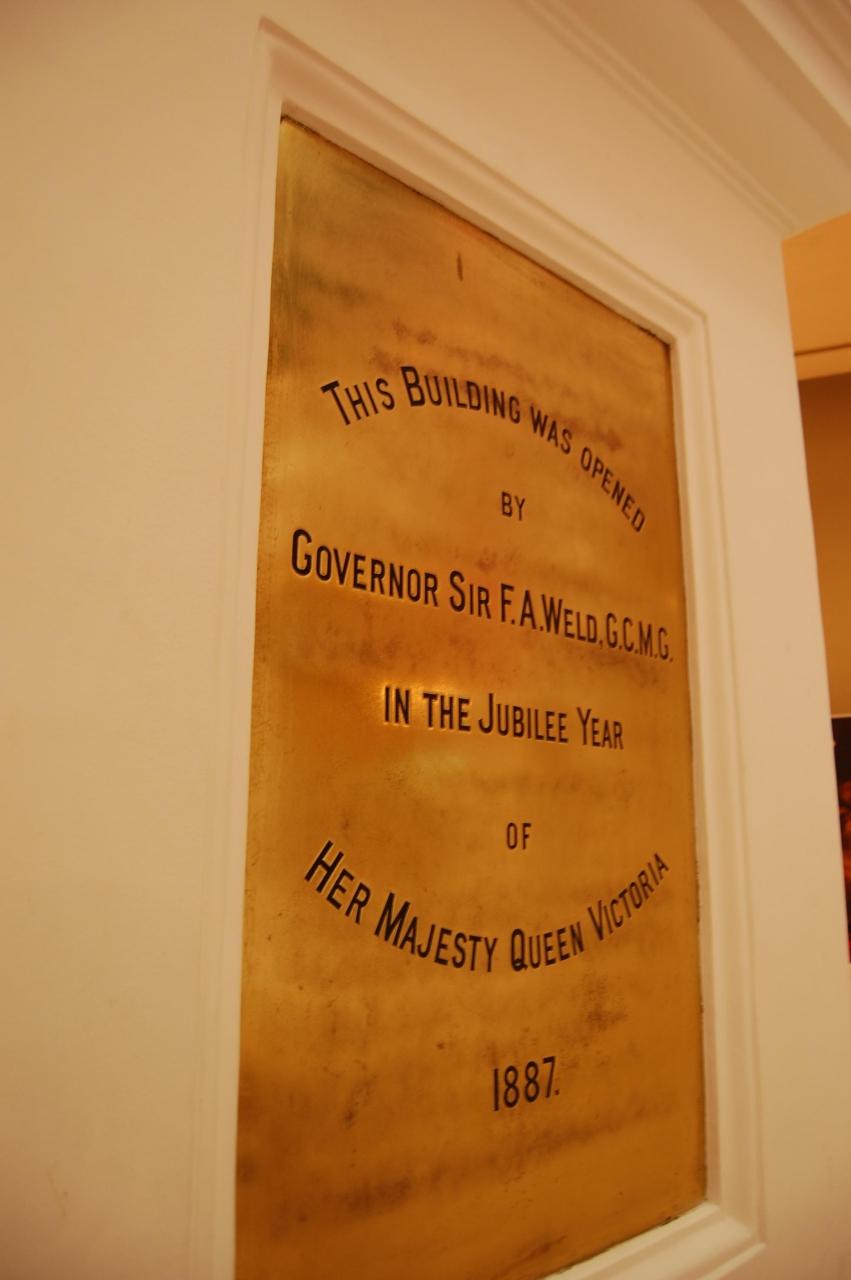 This Building was opened
by
Governor Sir F.A.Weld,G.C.M.G.
in the Jubilee Year
of
Her Majesty Queen Victoria
1887.